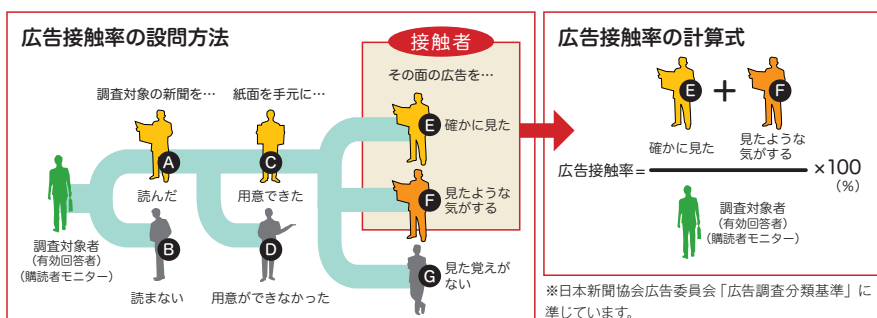 広告接触率の設問方法
接触者
調査対象の新聞を…
紙面を手元に…
その面の広告を…
A
読んだ
C
用意できた
E
確かに見た
F
見たような
気がする
調査対象者
(有効回答者)
(購読者モニター)
B
読まない
D
用意ができなかった
G
見た覚えが
ない
広告接触率の計算式
E
+
F
確かに見た
見たような
気がする
広告接触率=
×100
(%)
調査対象者
(有効回答者)
(購読者モニター)
※日本新聞協会広告委員会「広告調査分類基準」に
準じています。